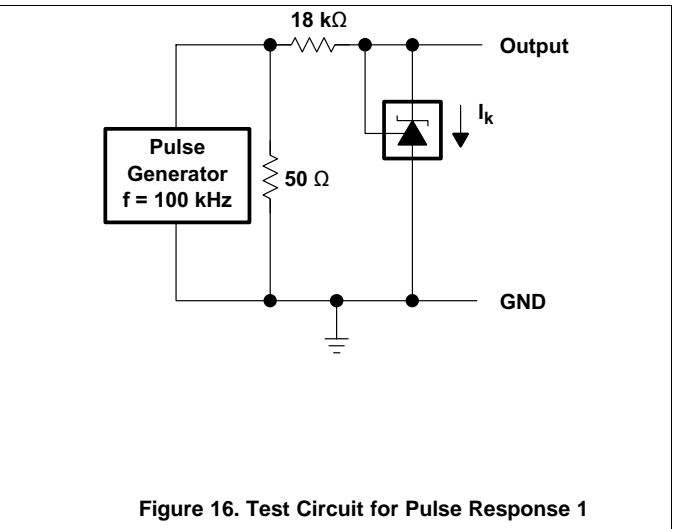 18 kΩ
Output
Ik
Pulse
Generator
f = 100 kHz
50 Ω
GND
Figure 16. Test Circuit for Pulse Response 1